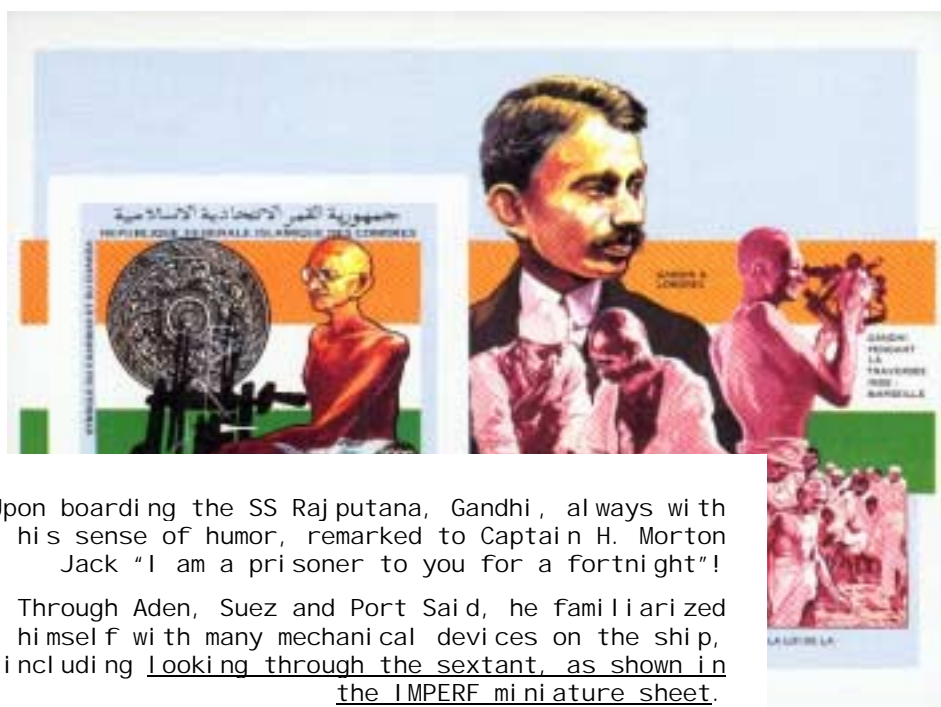 جمهورية القمر الاتحادية الاسلامية
REPUBLIQUE FEDERALE ISLAMIQUE DES COMORES
GANDHI A
LONDRES
GANDHI
PENDANT
LA
TRAVERSEE
MARSEILLE
Upon boarding the SS Rajputana, Gandhi, always with
his sense of humor, remarked to Captain H. Morton
Jack “I am a prisoner to you for a fortnight”!
Through Aden, Suez and Port Said, he familiarized
himself with many mechanical devices on the ship,
including looking through the sextant, as shown in
the IMPERF miniature sheet.
LA LOI DE LA